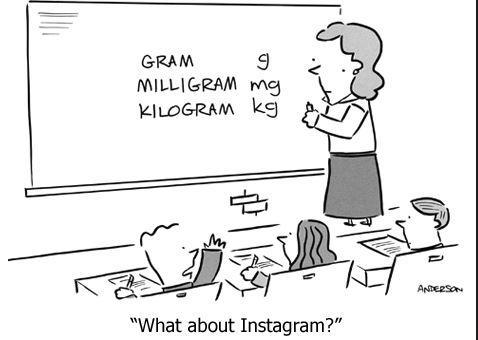 GRAM g
MILLIGRAM mg
KILOGRAM kg
ANDERSON
"What about Instagram?"